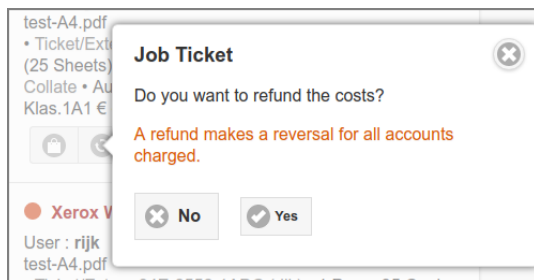 test-A4.pdf
• Ticket/Exte
(25 Sheets)
Collate • Au
Klas.1A1 €
Job Ticket
Do you want to refund the costs?
A refund makes a reversal for all accounts
charged.
No
Yes
Xerox W
User : rijk
test-A4.pdf